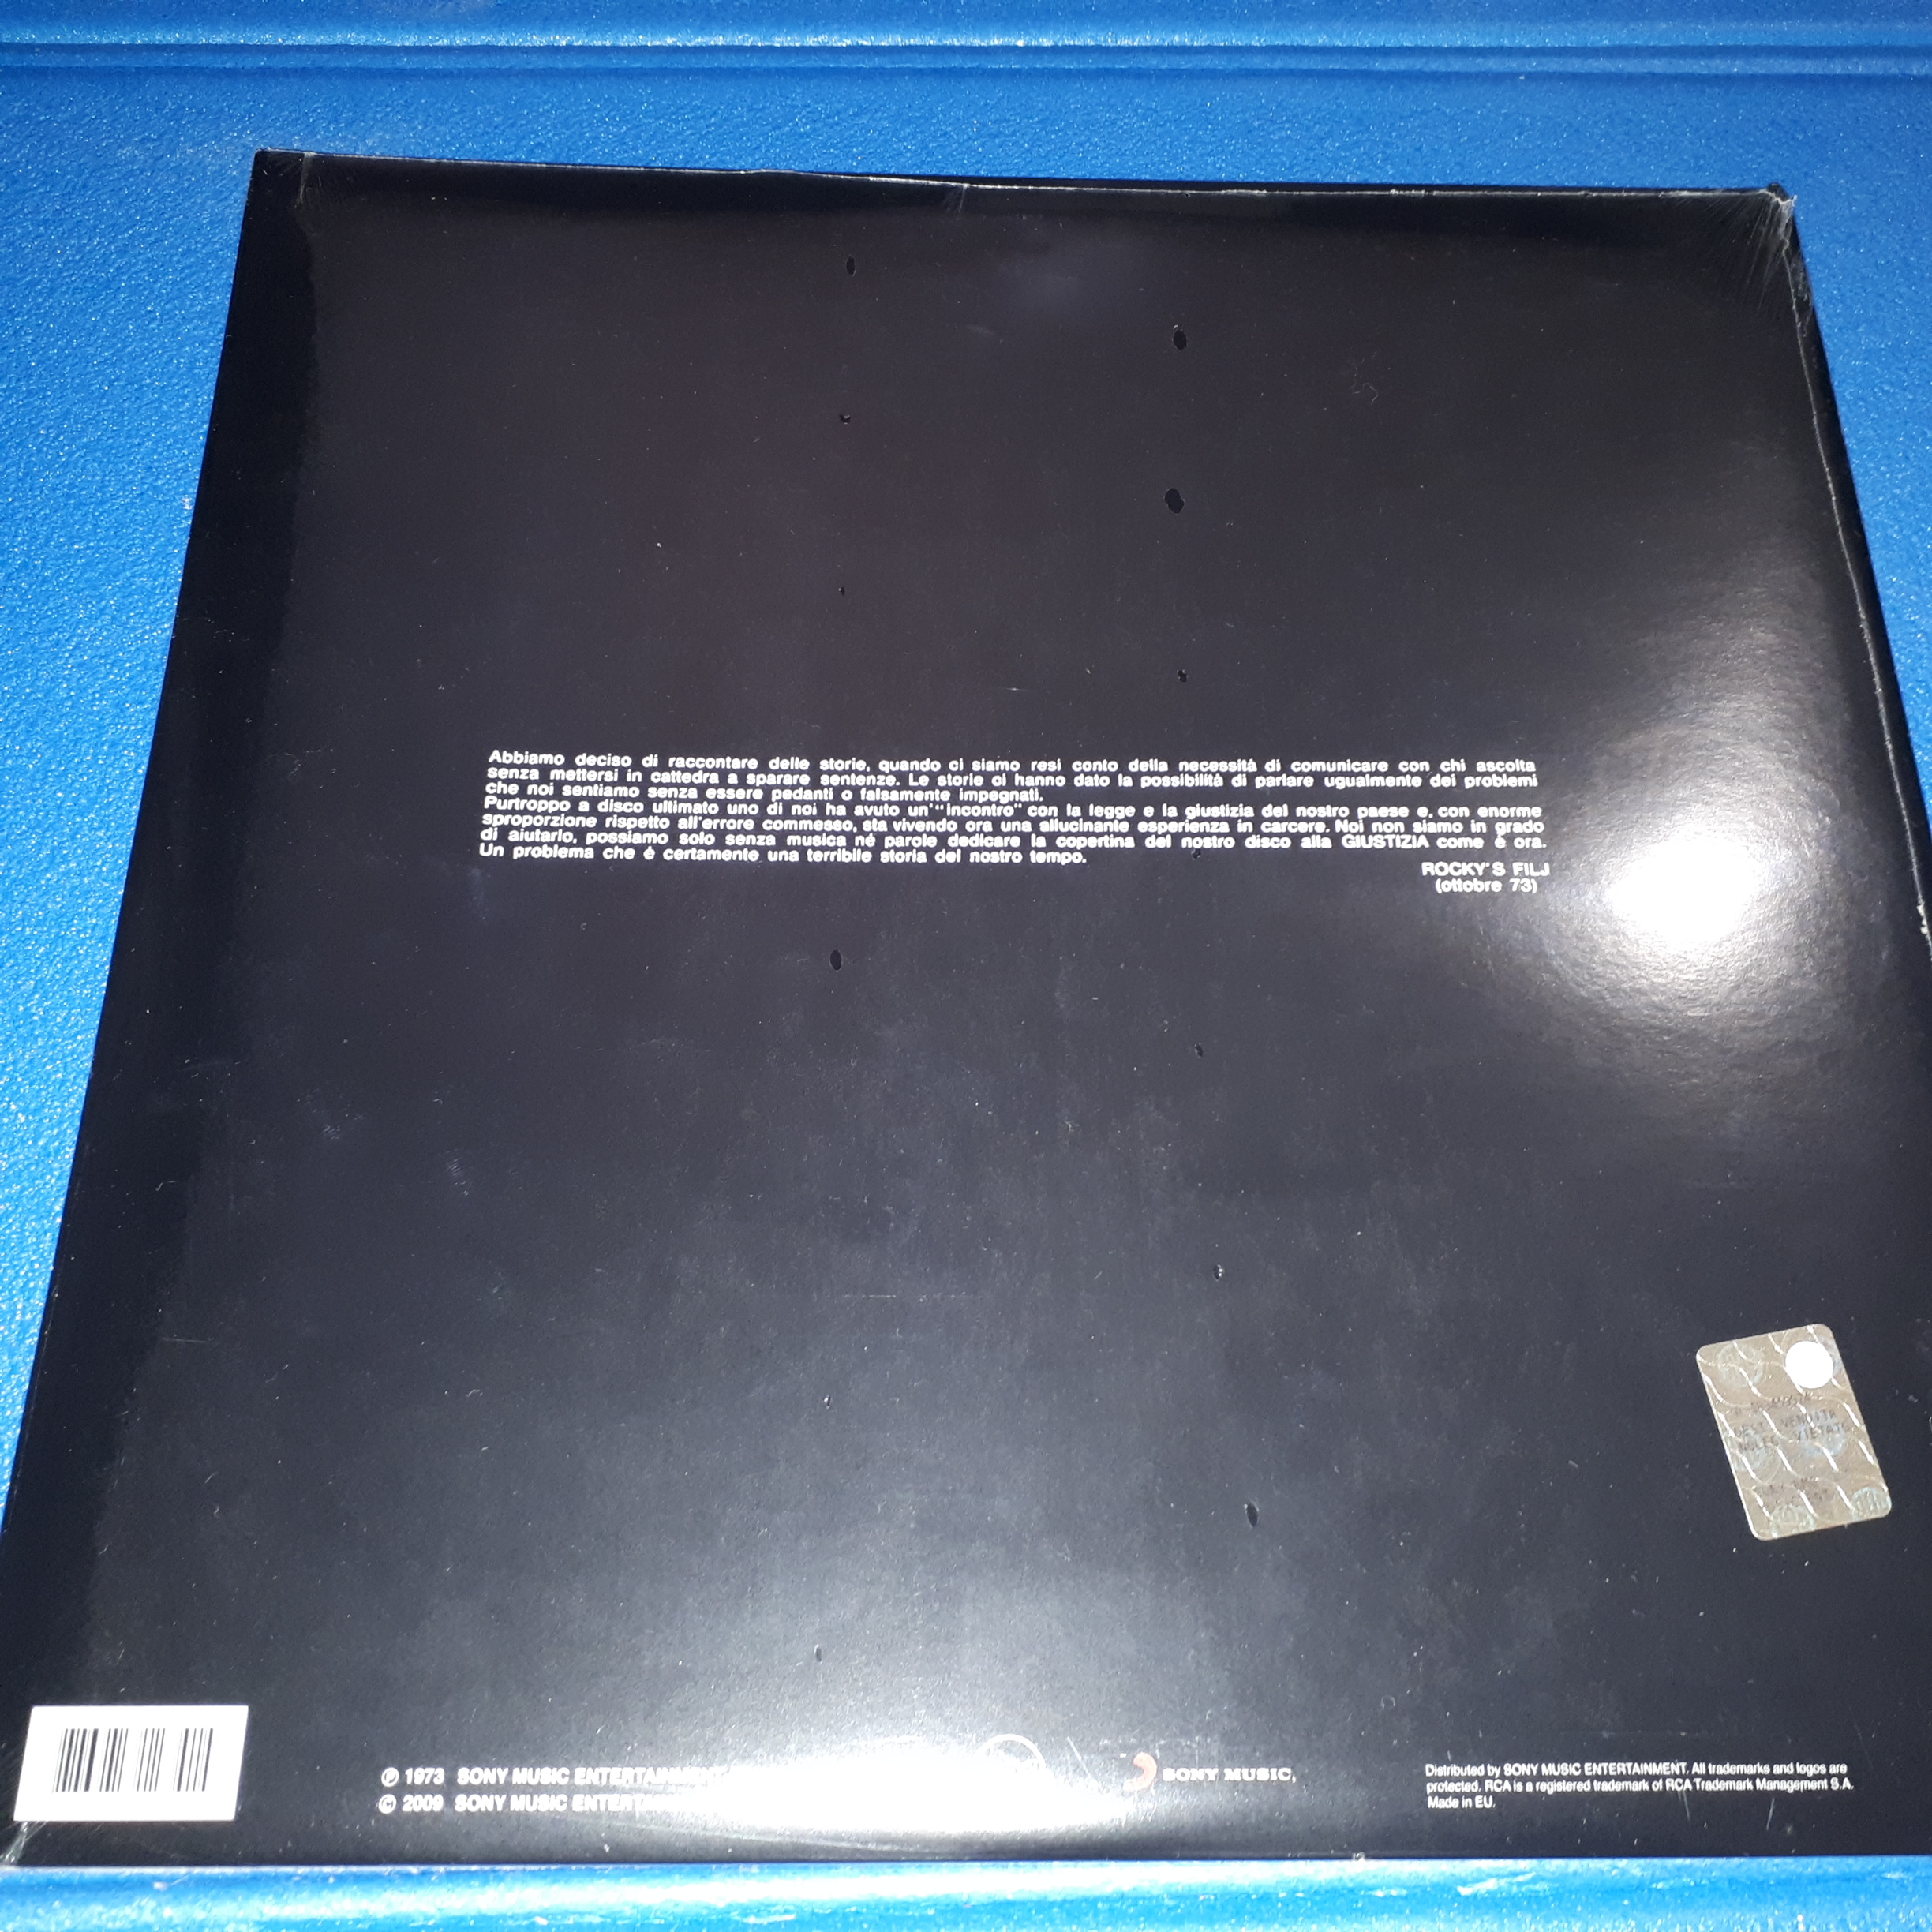 Abbiamo deciso di raccontare delle storie, quando ci siamo resi conto della necessità di comunicare con chi ascolta
senza mettersi in cattedra a sparare sentenze. Le storie ci hanno dato la possibilità di parlare ugualmente dei problemi
che noi sentiamo senza essere pedanti o falsamente impegnati.
Purtroppo a disco ultimato uno di noi ha avuto un'"incontro" con la legge e la giustizia del nostro paese e, con enorme
sproporzione rispetto all'errore commesso, sta vivendo ora una allucinante esperienza in carcere. Noi non siamo in grado
di aiutarlo, possiamo solo senza musica né parole dedicare la copertina del nostro disco alla GIUSTIZIA come è ora.
Un problema che è certamente una terribile storia del nostro tempo.
ROCKY'S FILJ
(ottobre 73)
VENDITA
VIETATO
℗ 1973 SONY MUSIC ENTERTAINMENT
© 2009 SONY MUSIC
SONY MUSIC
Distributed by SONY MUSIC ENTERTAINMENT. All trademarks and logos are
protected. RCA is a registered trademark of RCA Trademark Management S.A.
Made in EU.